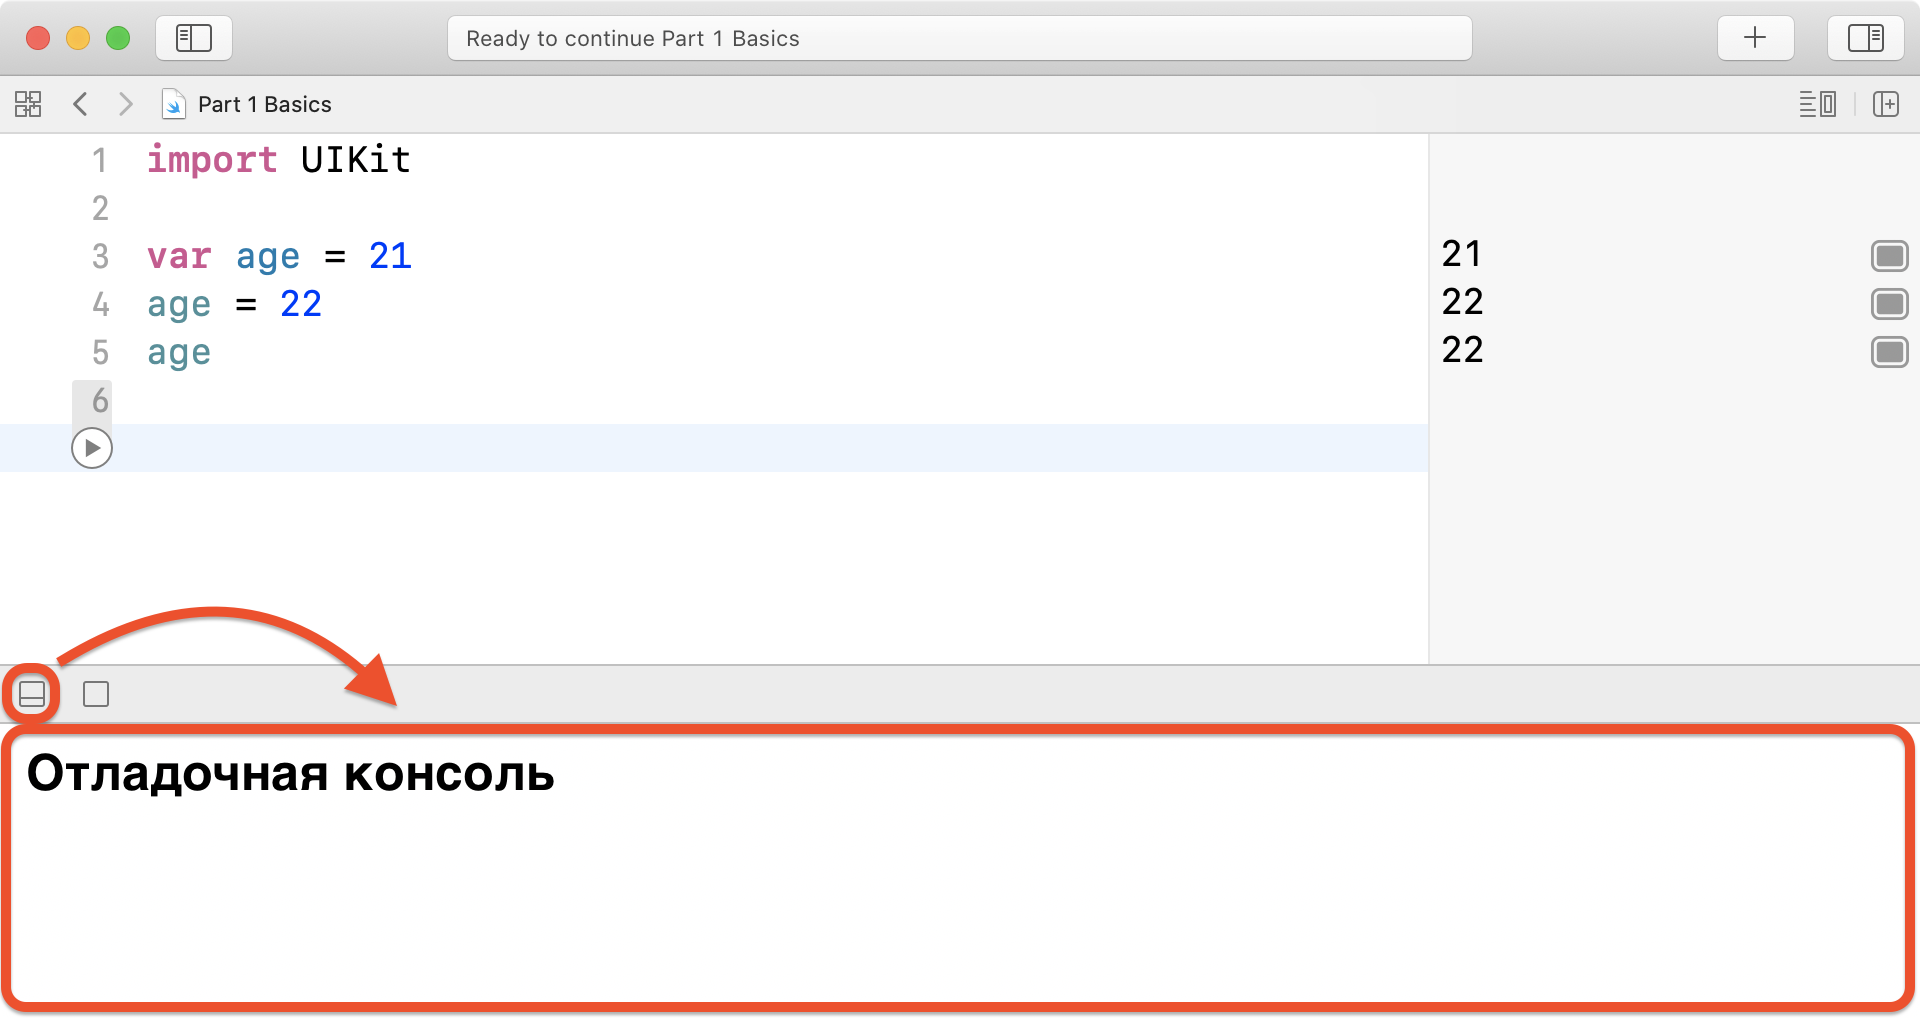 Ready to continue Part 1 Basics
Part 1 Basics
1 import UIKit
2
3 var age = 21 21
4 age = 22 22
5 age 22
6
Отладочная консоль